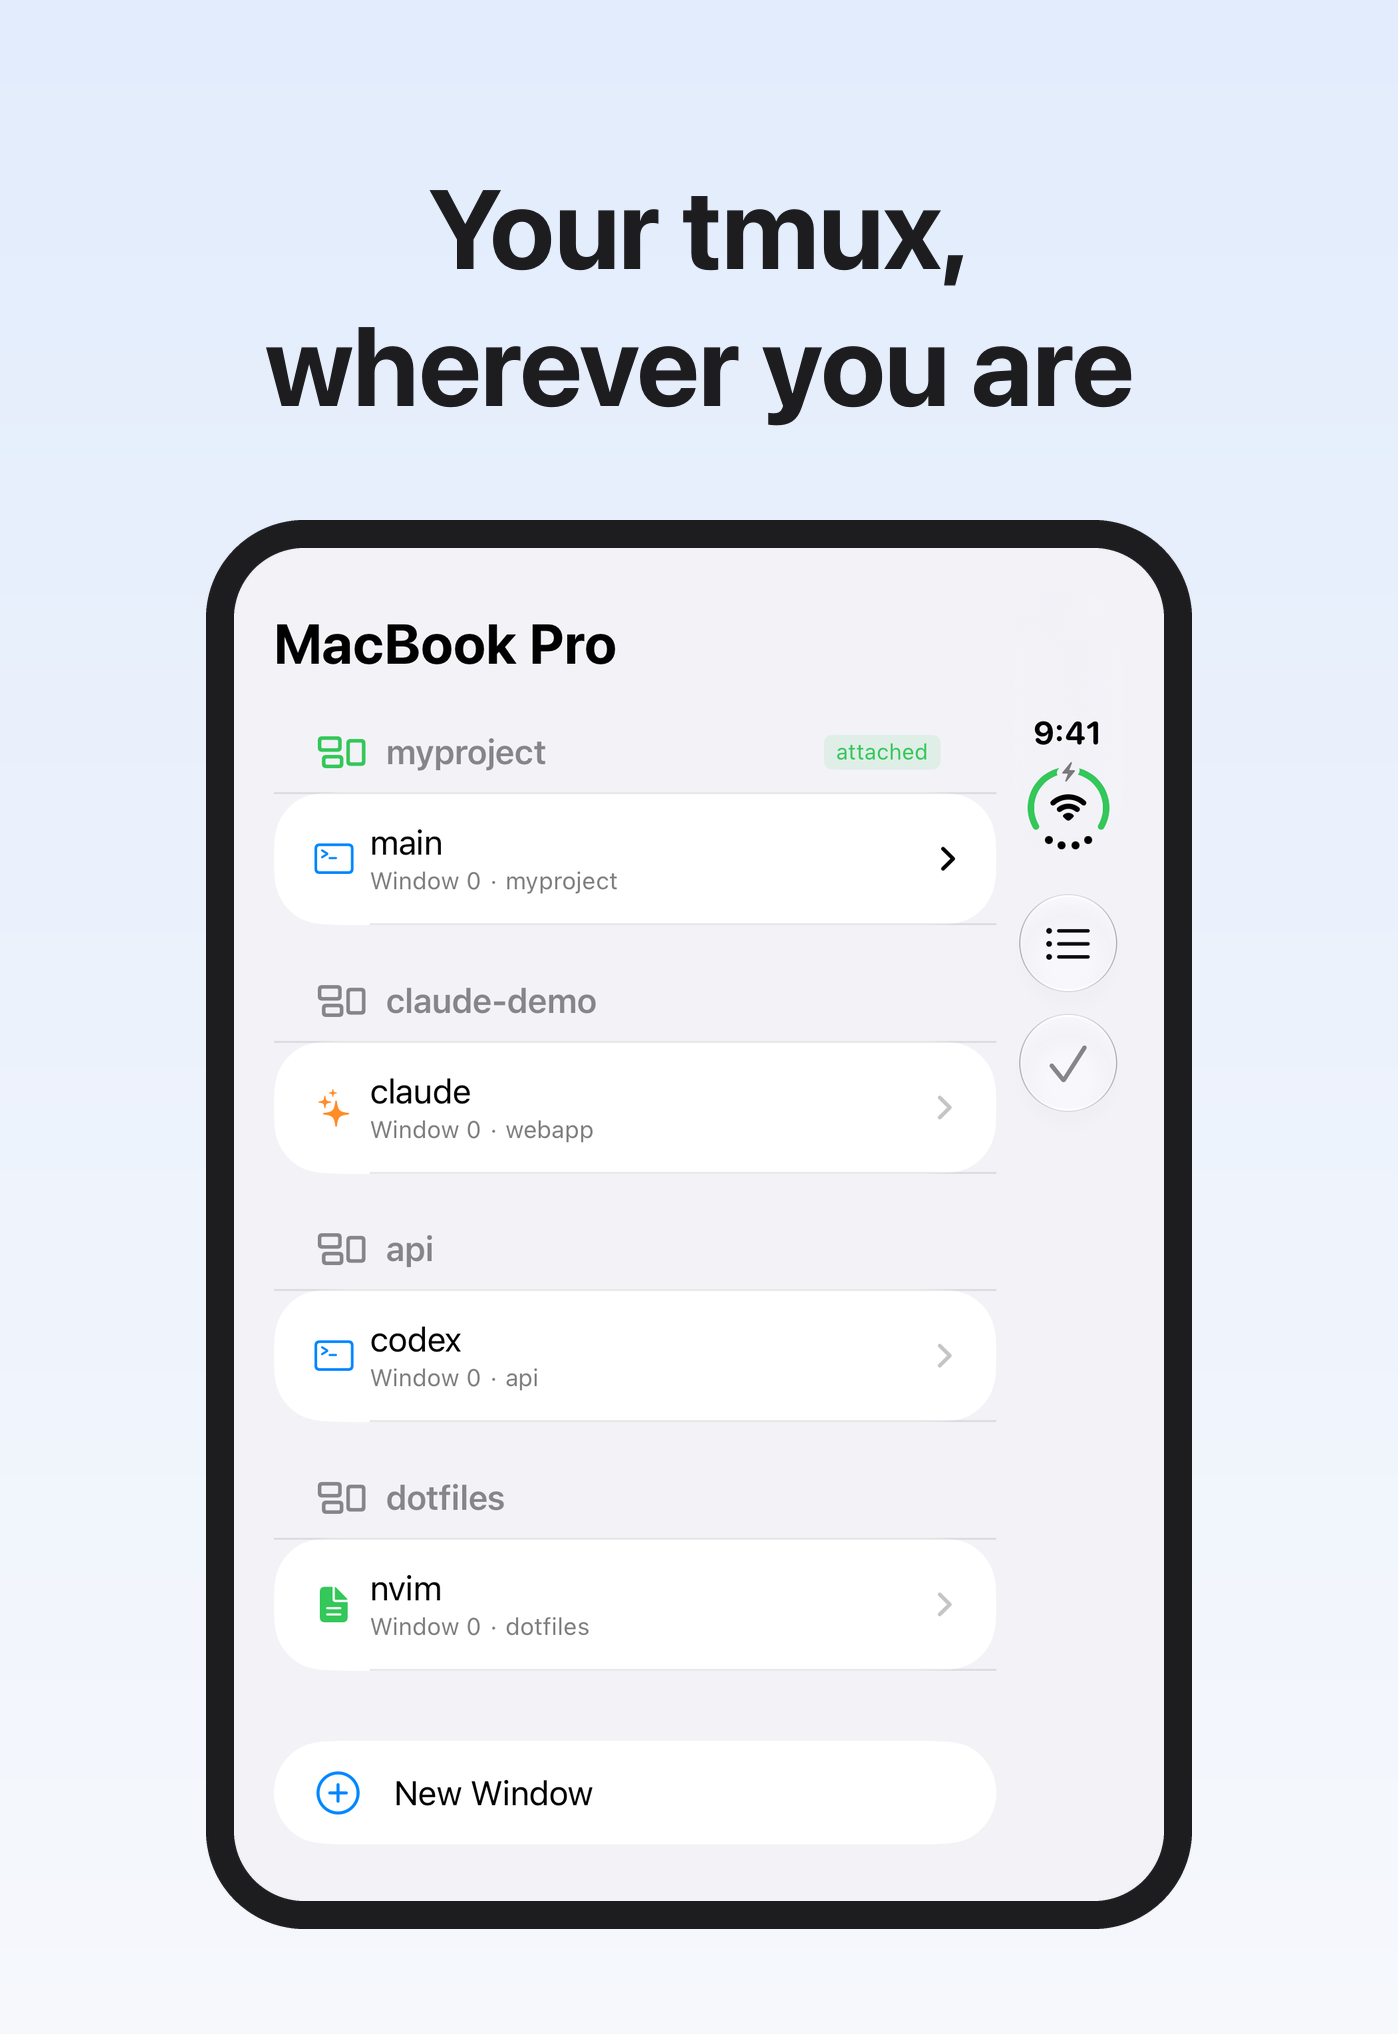 Your tmux,
wherever you are
MacBook Pro
myproject
attached
9:41
main
Window 0 · myproject
claude-demo
claude
Window 0 · webapp
api
codex
Window 0 · api
dotfiles
nvim
Window 0 · dotfiles
New Window